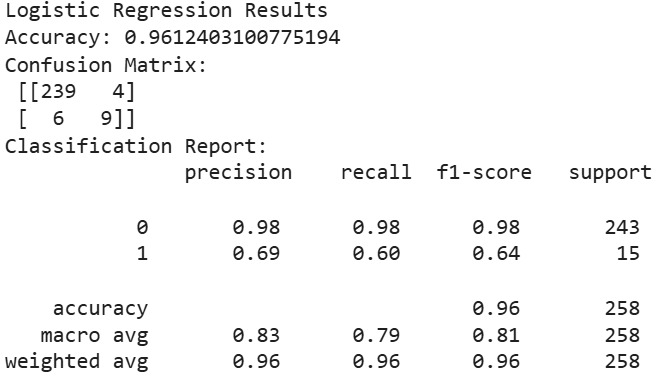 Logistic Regression Results
Accuracy: 0.9612403100775194
Confusion Matrix:
 [[239   4]
 [  6   9]]
Classification Report:
              precision    recall  f1-score   support

           0       0.98      0.98      0.98       243
           1       0.69      0.60      0.64        15

    accuracy                           0.96       258
   macro avg       0.83      0.79      0.81       258
weighted avg       0.96      0.96      0.96       258